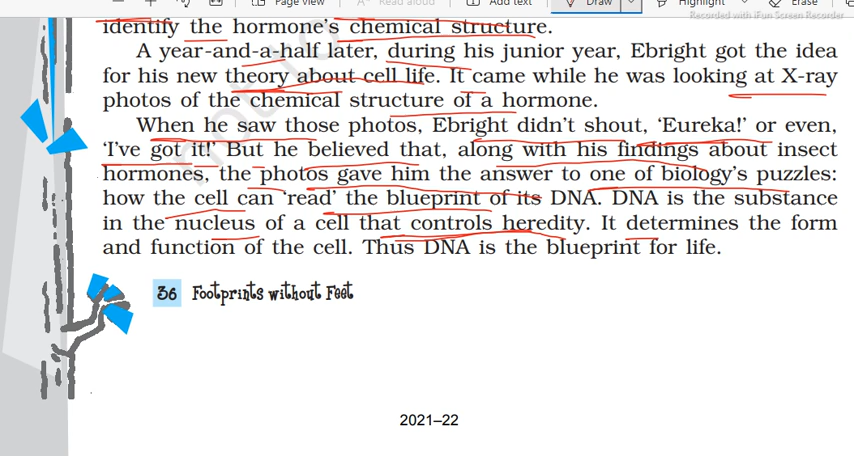 Page view
Read aloud
Add text
Draw
Highlight
Erase
Recorded with iFun Screen Recorder
identify the hormone's chemical structure.
A year-and-a-half later, during his junior year, Ebright got the idea
for his new theory about cell life. It came while he was looking at X-ray
photos of the chemical structure of a hormone.
When he saw those photos, Ebright didn't shout, 'Eureka!' or even,
'I've got it!' But he believed that, along with his findings about insect
hormones, the photos gave him the answer to one of biology's puzzles:
how the cell can 'read' the blueprint of its DNA. DNA is the substance
in the nucleus of a cell that controls heredity. It determines the form
and function of the cell. Thus DNA is the blueprint for life.
36 Footprints without Feet
2021–22